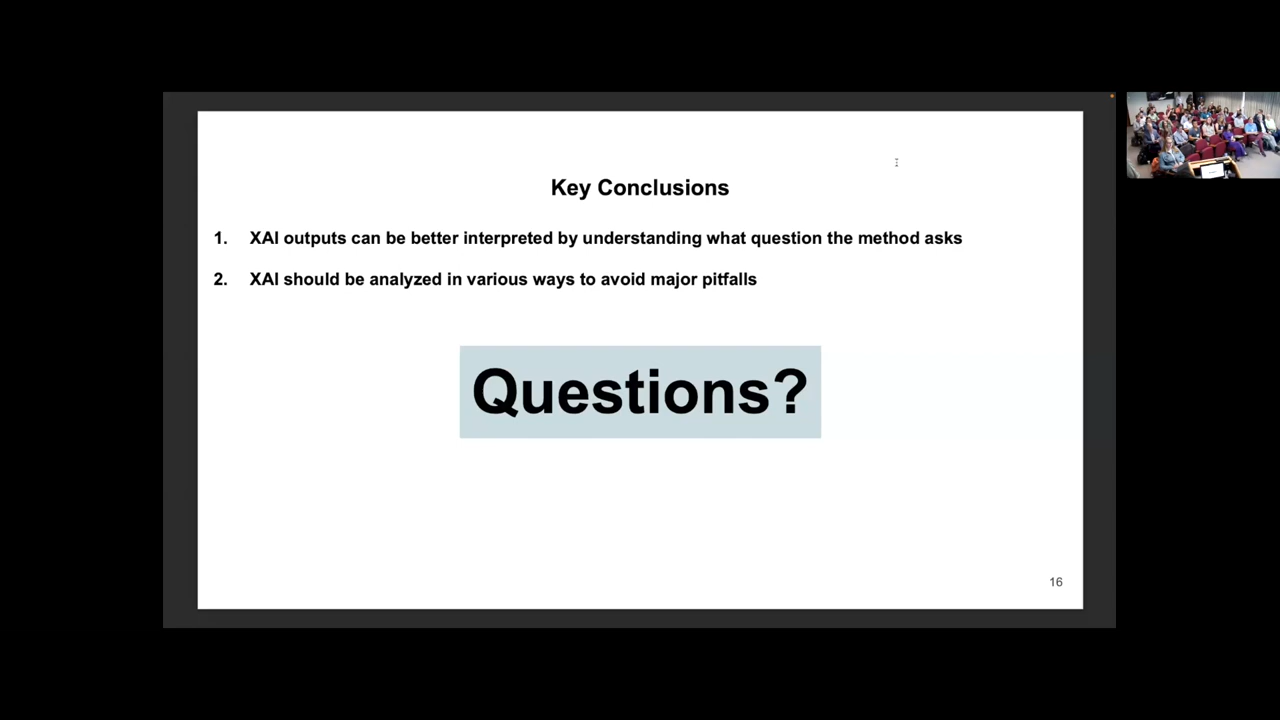 Key Conclusions
1. XAI outputs can be better interpreted by understanding what question the method asks
2. XAI should be analyzed in various ways to avoid major pitfalls
Questions?
16